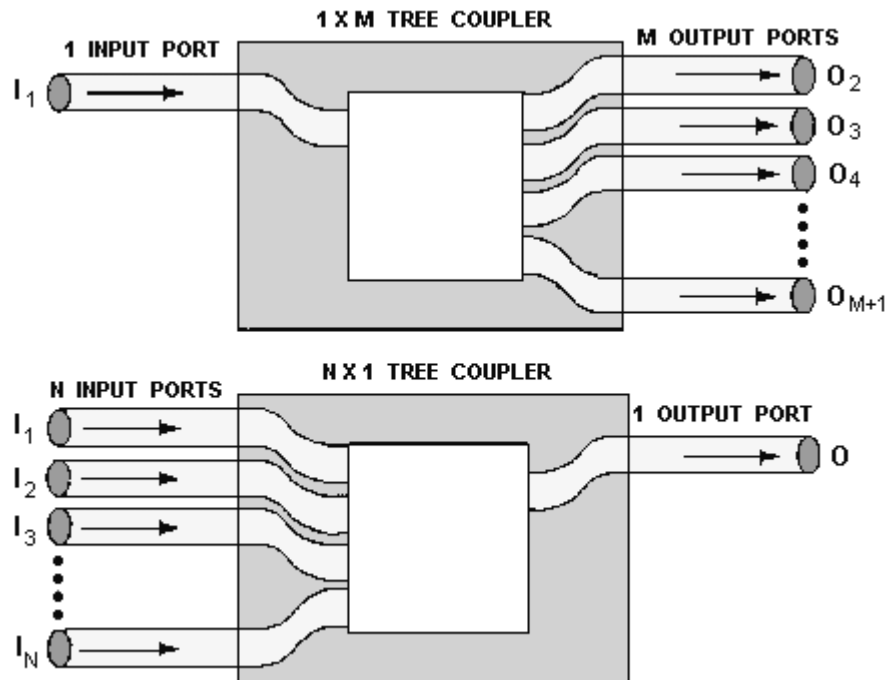 1 X M TREE COUPLER
1 INPUT PORT
M OUTPUT PORTS
I1
O2
O3
O4
OM+1
N X 1 TREE COUPLER
N INPUT PORTS
1 OUTPUT PORT
I1
I2
I3
IN
O